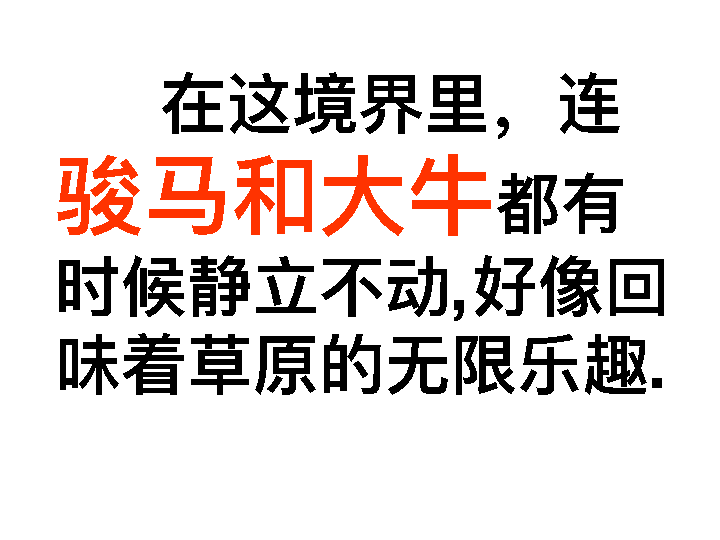 在这境界里，连
骏马和大牛都有
时候静立不动,好像回
味着草原的无限乐趣.